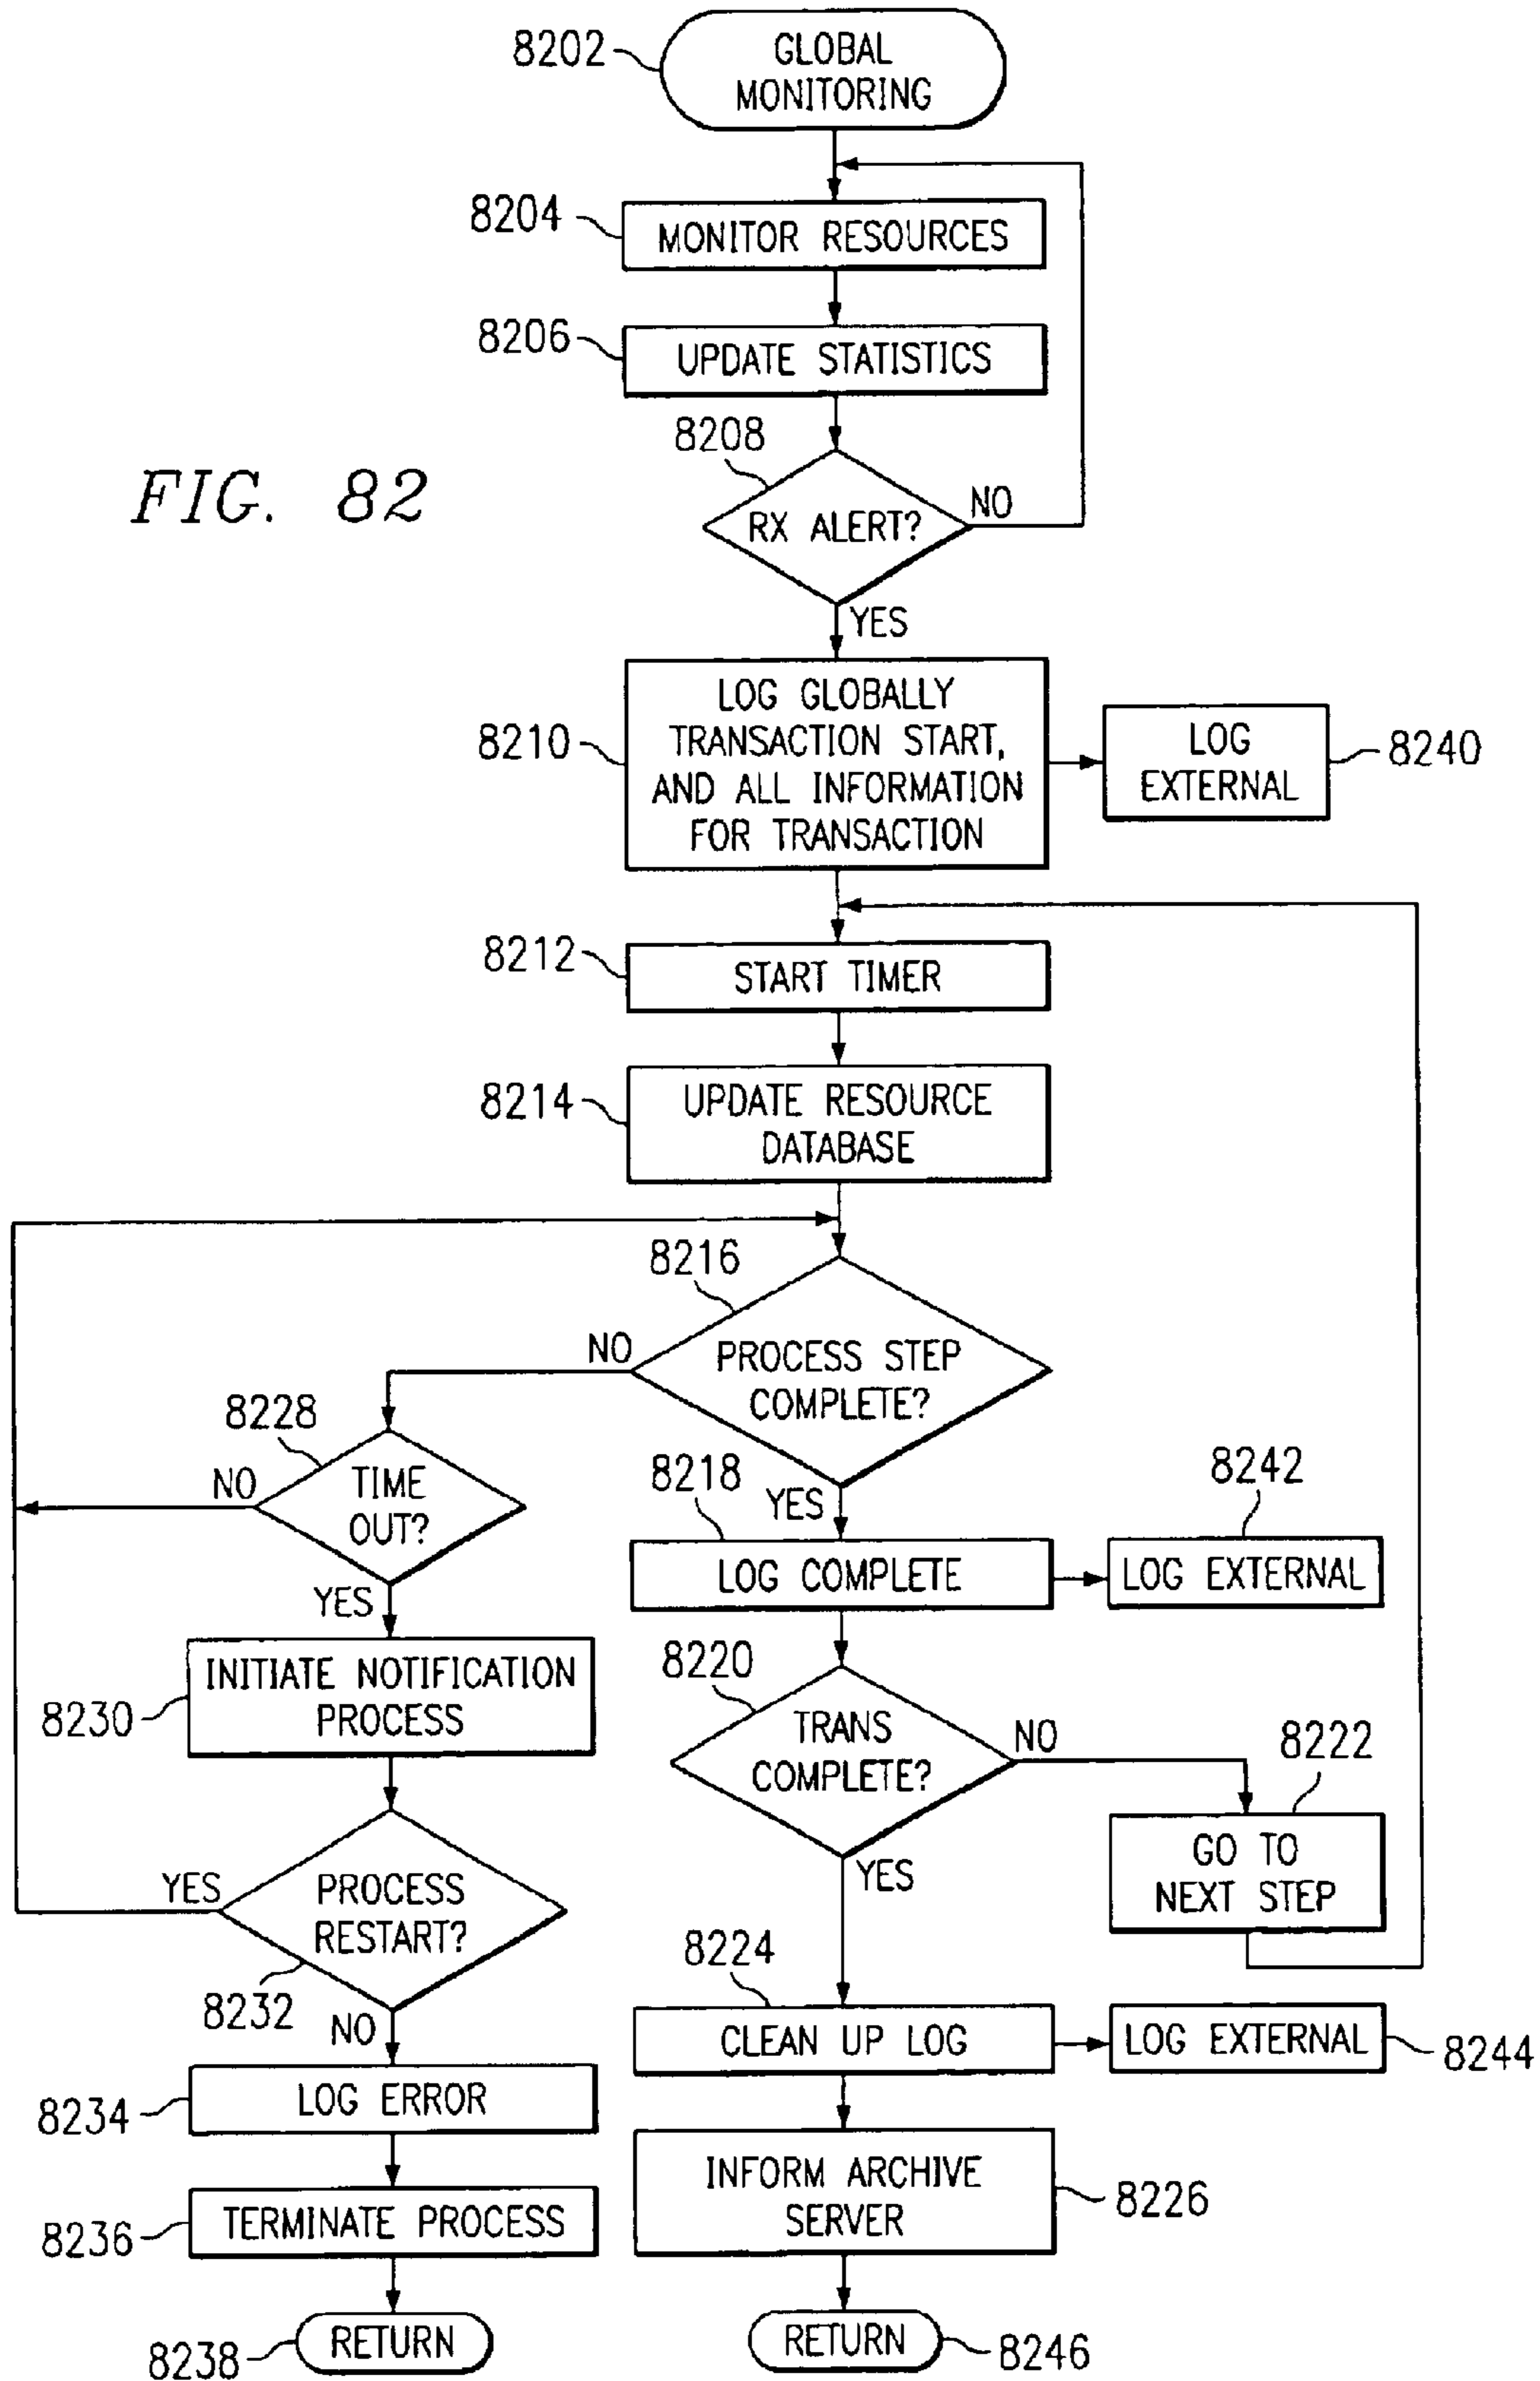 8202
GLOBAL
MONITORING
8204
MONITOR RESOURCES
8206
UPDATE STATISTICS
8208
FIG. 82
RX ALERT?
NO
YES
8210
LOG GLOBALLY
TRANSACTION START,
AND ALL INFORMATION
FOR TRANSACTION
LOG
EXTERNAL
8240
8212
START TIMER
8214
UPDATE RESOURCE
DATABASE
8216
NO
PROCESS STEP
COMPLETE?
8228
NO
TIME
OUT?
YES
8218
YES
8242
LOG COMPLETE
LOG EXTERNAL
8230
INITIATE NOTIFICATION
PROCESS
8220
TRANS
COMPLETE?
NO
8222
YES
GO TO
NEXT STEP
YES
PROCESS
RESTART?
8232
NO
8224
CLEAN UP LOG
LOG EXTERNAL
8244
8234
LOG ERROR
INFORM ARCHIVE
SERVER
8226
8236
TERMINATE PROCESS
8238
RETURN
RETURN
8246